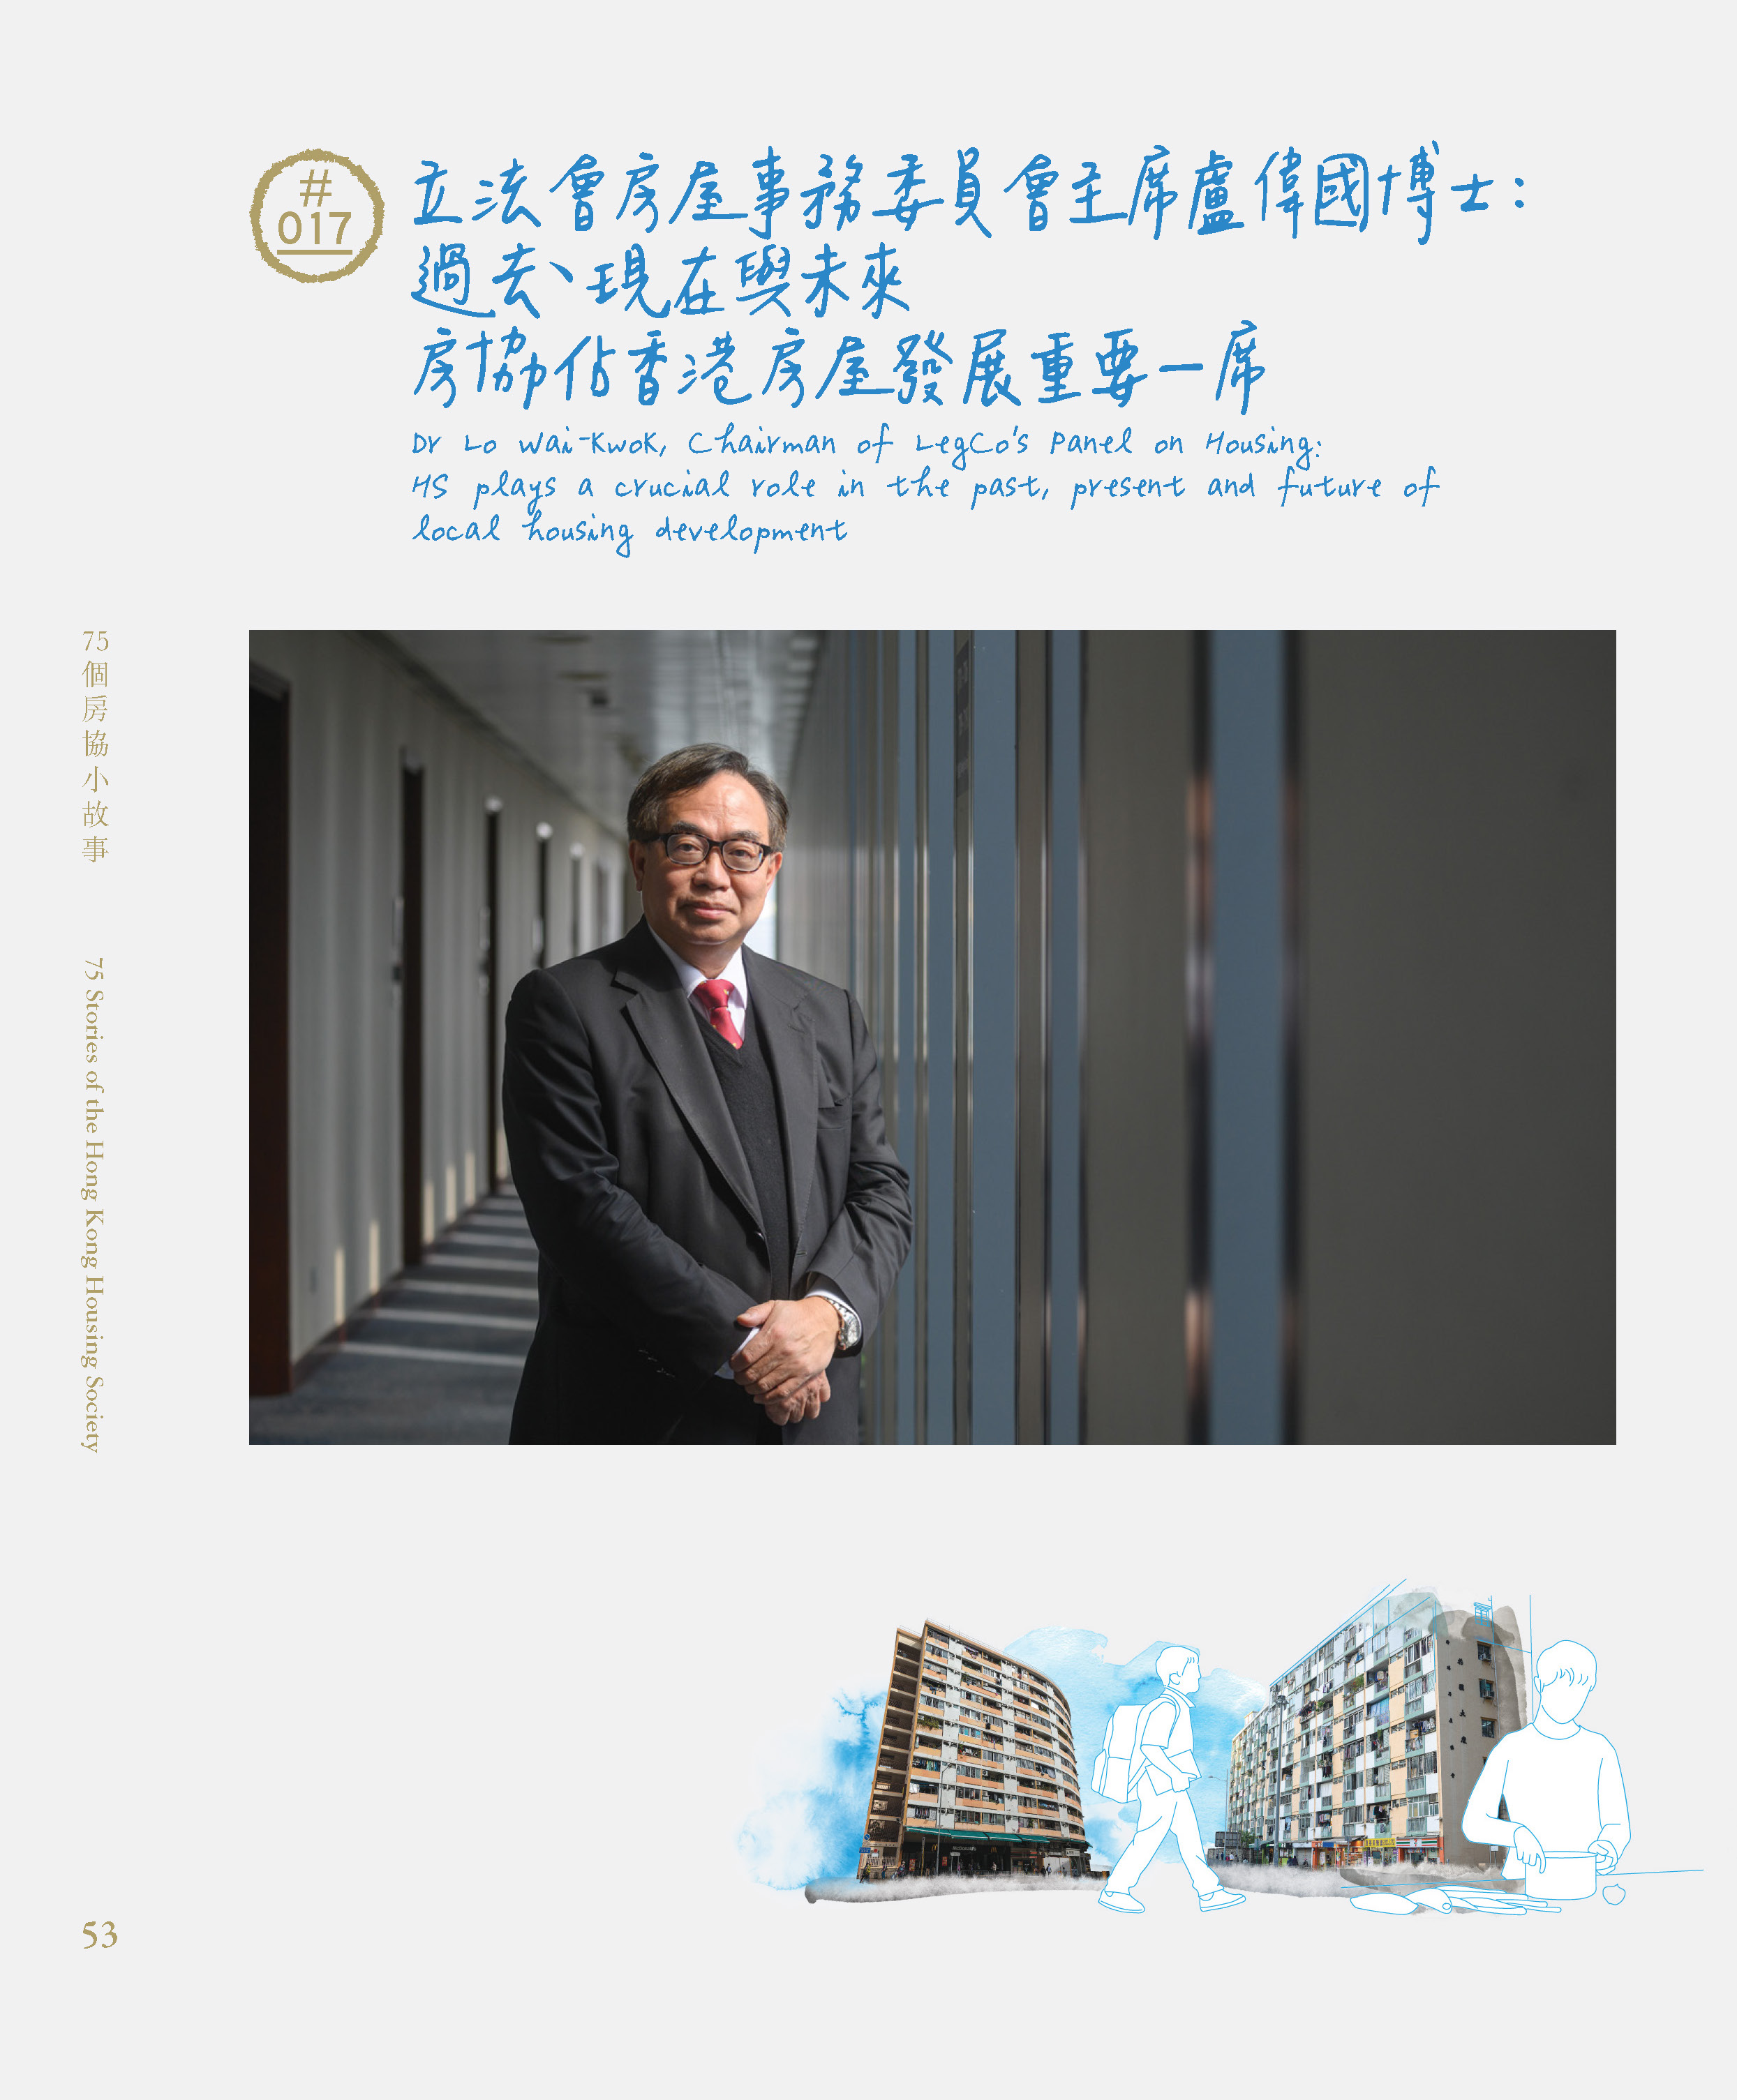 #
017
立法會房屋事務委員會主席盧偉國博士：
過去、現在與未來
房協佔香港房屋發展重要一席
Dr Lo Wai-Kwok, Chairman of LegCo's Panel on Housing:
HS plays a crucial role in the past, present and future of
local housing development
75個房協小故事
75 Stories of the Hong Kong Housing Society
53